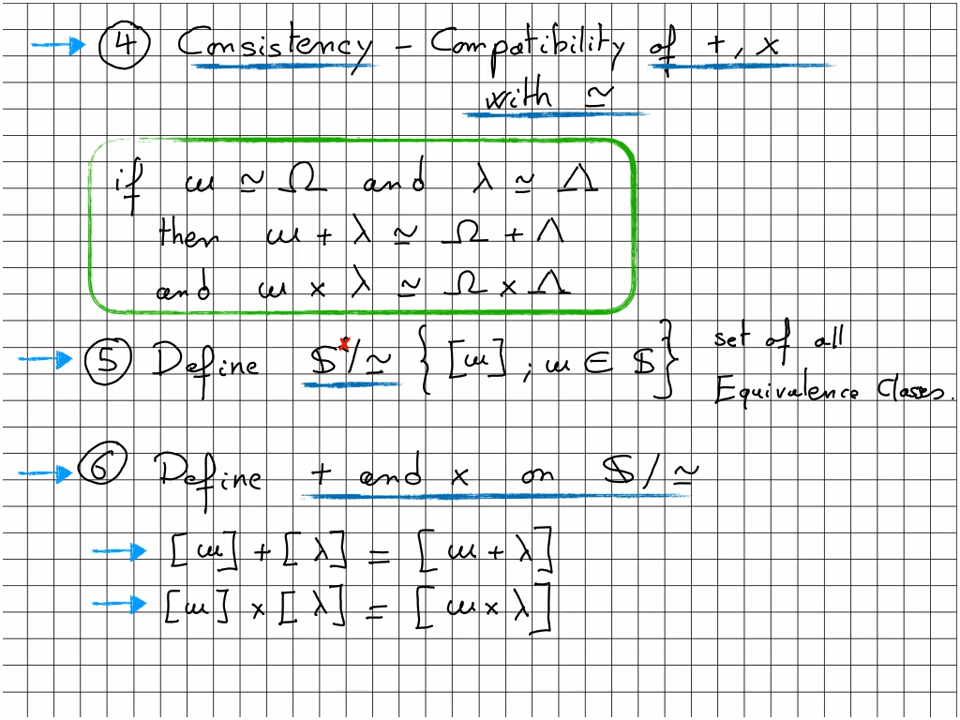 → ④ Consistency - Compatibility of +, x
with ≃
if ω ≃ Ω and λ ≃ Λ
then ω + λ ≃ Ω + Λ
and ω x λ ≃ Ω x Λ
→ ⑤ Define 𝕊ˣ/≃ { [ω] , ω ∈ 𝕊 } set of all
Equivalence Classes.
→ ⑥ Define + and x on 𝕊/≃
→ [ω] + [λ] = [ω + λ]
→ [ω] x [λ] = [ω x λ]